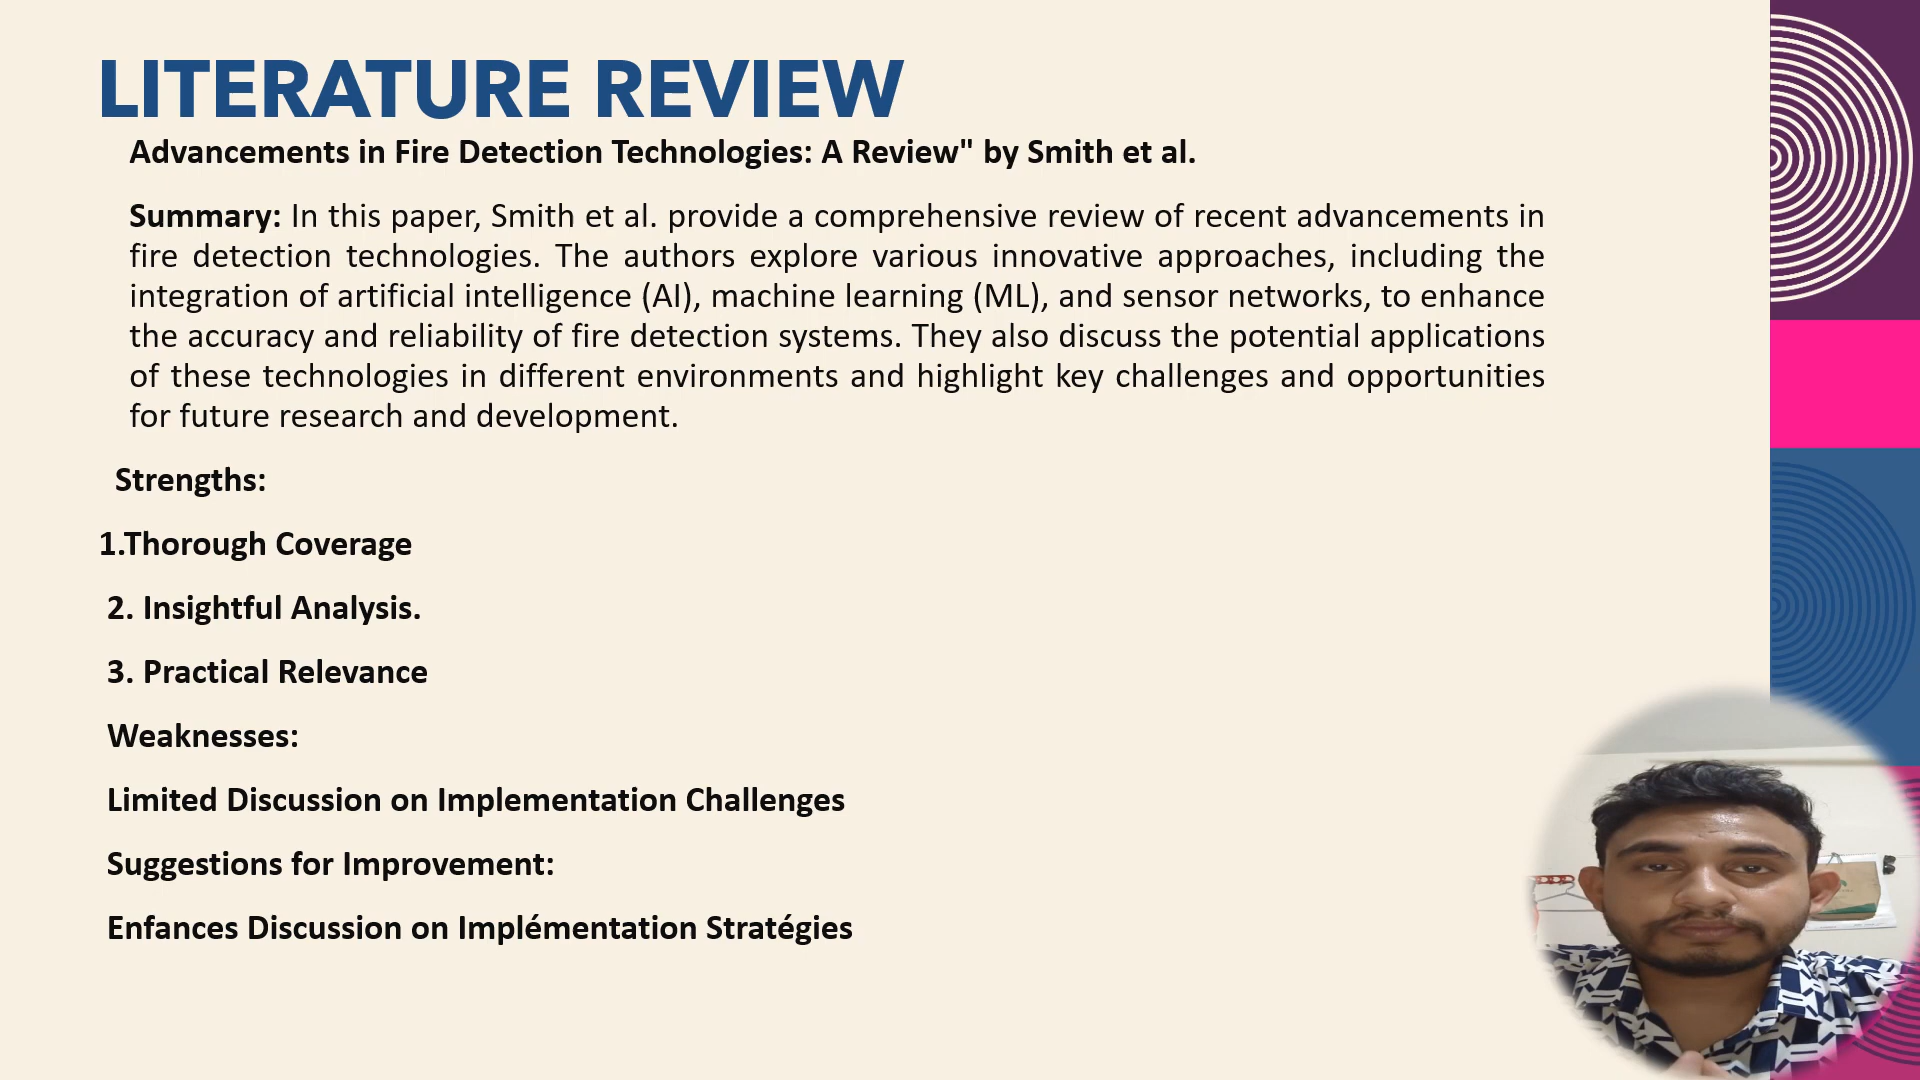 LITERATURE REVIEW
Advancements in Fire Detection Technologies: A Review" by Smith et al.
Summary: In this paper, Smith et al. provide a comprehensive review of recent advancements in
fire detection technologies. The authors explore various innovative approaches, including the
integration of artificial intelligence (AI), machine learning (ML), and sensor networks, to enhance
the accuracy and reliability of fire detection systems. They also discuss the potential applications
of these technologies in different environments and highlight key challenges and opportunities
for future research and development.
Strengths:
1.Thorough Coverage
2. Insightful Analysis.
3. Practical Relevance
Weaknesses:
Limited Discussion on Implementation Challenges
Suggestions for Improvement:
Enfances Discussion on Implémentation Stratégies